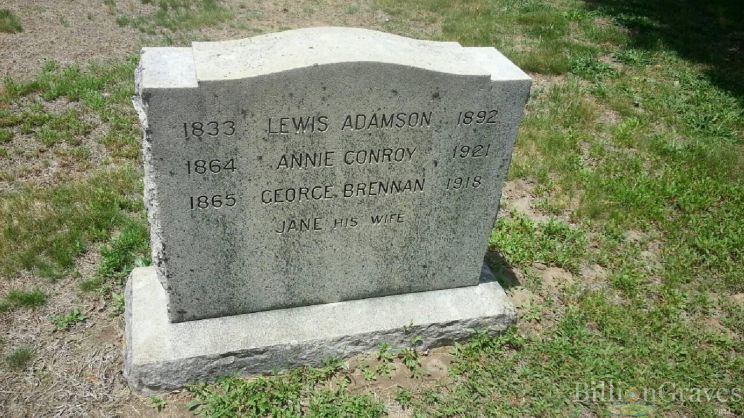 1833 LEWIS ADAMSON 1892
1864 ANNIE CONROY 1921
1865 GEORGE BRENNAN 1918
JANE HIS WIFE
BillionGraves